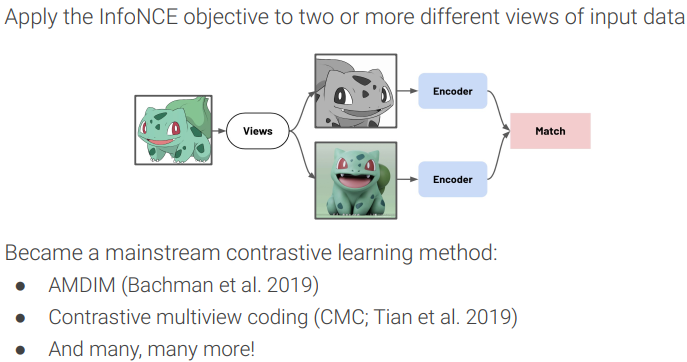 Apply the InfoNCE objective to two or more different views of input data
Views
Encoder
Match
Encoder
Became a mainstream contrastive learning method:
● AMDIM (Bachman et al. 2019)
● Contrastive multiview coding (CMC; Tian et al. 2019)
● And many, many more!